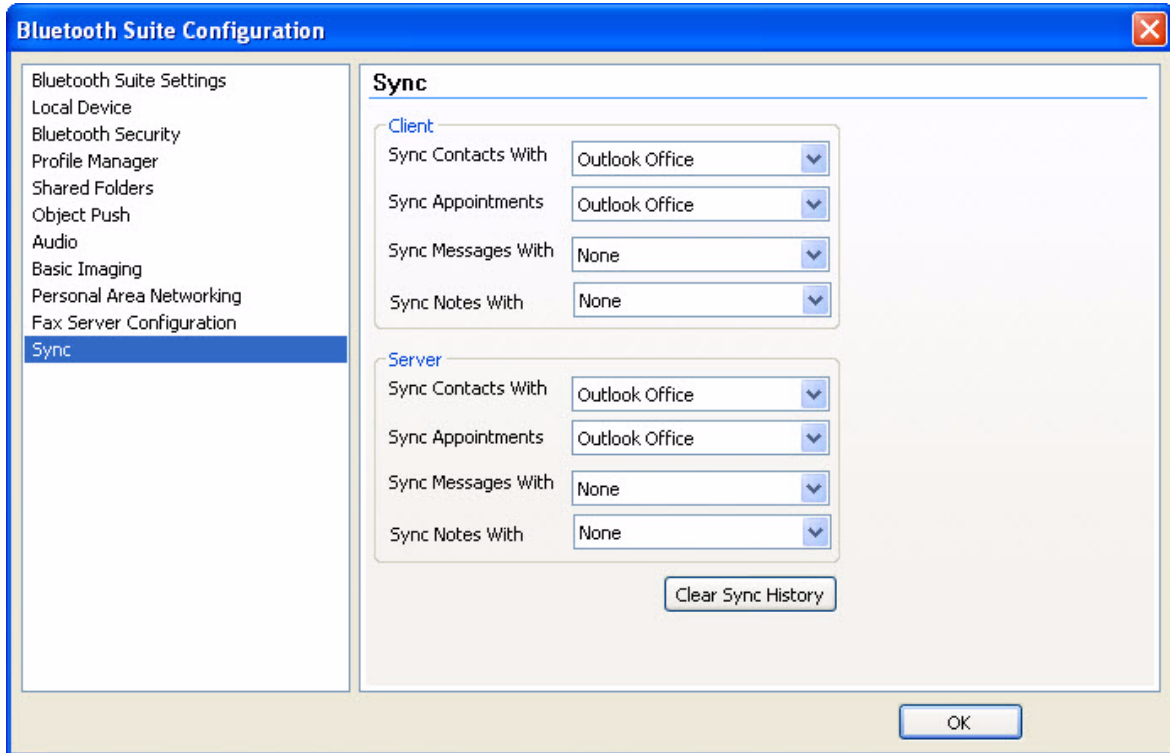 Bluetooth Suite Configuration
Bluetooth Suite Settings
Local Device
Bluetooth Security
Profile Manager
Shared Folders
Object Push
Audio
Basic Imaging
Personal Area Networking
Fax Server Configuration
Sync
Sync
Client
Sync Contacts With Outlook Office
Sync Appointments Outlook Office
Sync Messages With None
Sync Notes With None
Server
Sync Contacts With Outlook Office
Sync Appointments Outlook Office
Sync Messages With None
Sync Notes With None
Clear Sync History
OK